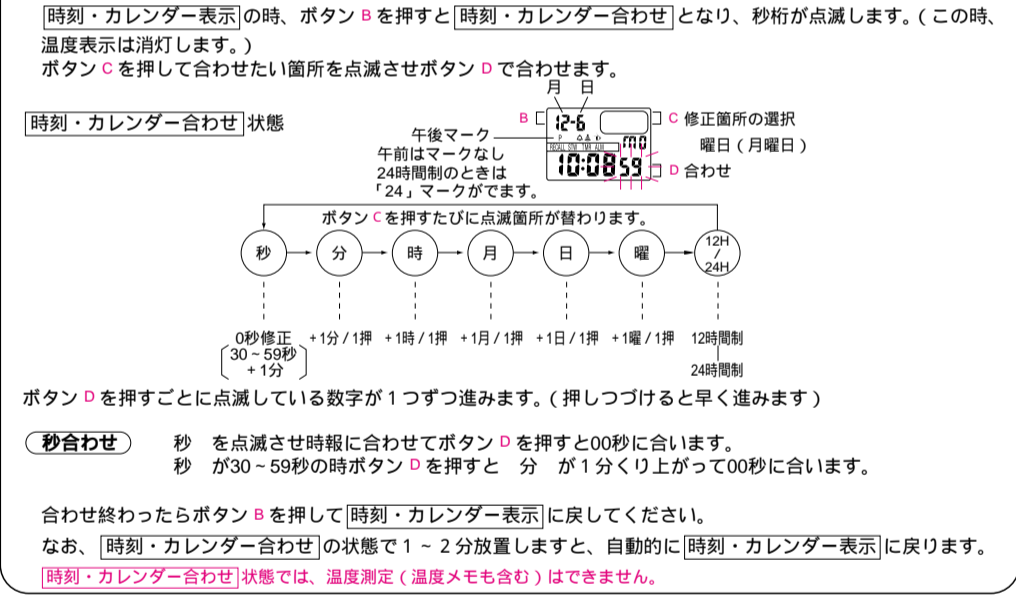 時刻・カレンダー表示 の時、ボタン B を押すと 時刻・カレンダー合わせ となり、秒桁が点滅します。( この時、
温度表示は消灯します。)
ボタン C を押して合わせたい箇所を点滅させボタン D で合わせます。
月 日
時刻・カレンダー合わせ 状態
B
12-6
C 修正箇所の選択
午後マーク
P
MO
曜日 ( 月曜日 )
午前はマークなし
RECALL STW TMR ALM
24時間制のときは
10:08 59
D 合わせ
「24 」マークがでます。
ボタン C を押すたびに点滅箇所が替わります。
秒 分 時 月 日 曜 12H / 24H
0秒修正 + 1分 / 1押 + 1時 / 1押 + 1月 / 1押 + 1日 / 1押 + 1曜 / 1押 12時間制
30 ~ 59秒
+ 1分
24時間制
ボタン D を押すごとに点滅している数字が 1 つずつ進みます。( 押しつづけると早く進みます )
秒合わせ 秒 を点滅させ時報に合わせてボタン D を押すと00秒に合います。
秒 が30 ~ 59秒の時ボタン D を押すと 分 が 1 分くり上がって00秒に合います。
合わせ終わったらボタン B を押して 時刻・カレンダー表示 に戻してください。
なお、 時刻・カレンダー合わせ の状態で 1 ~ 2 分放置しますと、自動的に 時刻・カレンダー表示 に戻ります。
時刻・カレンダー合わせ 状態では、温度測定 ( 温度メモも含む ) はできません。